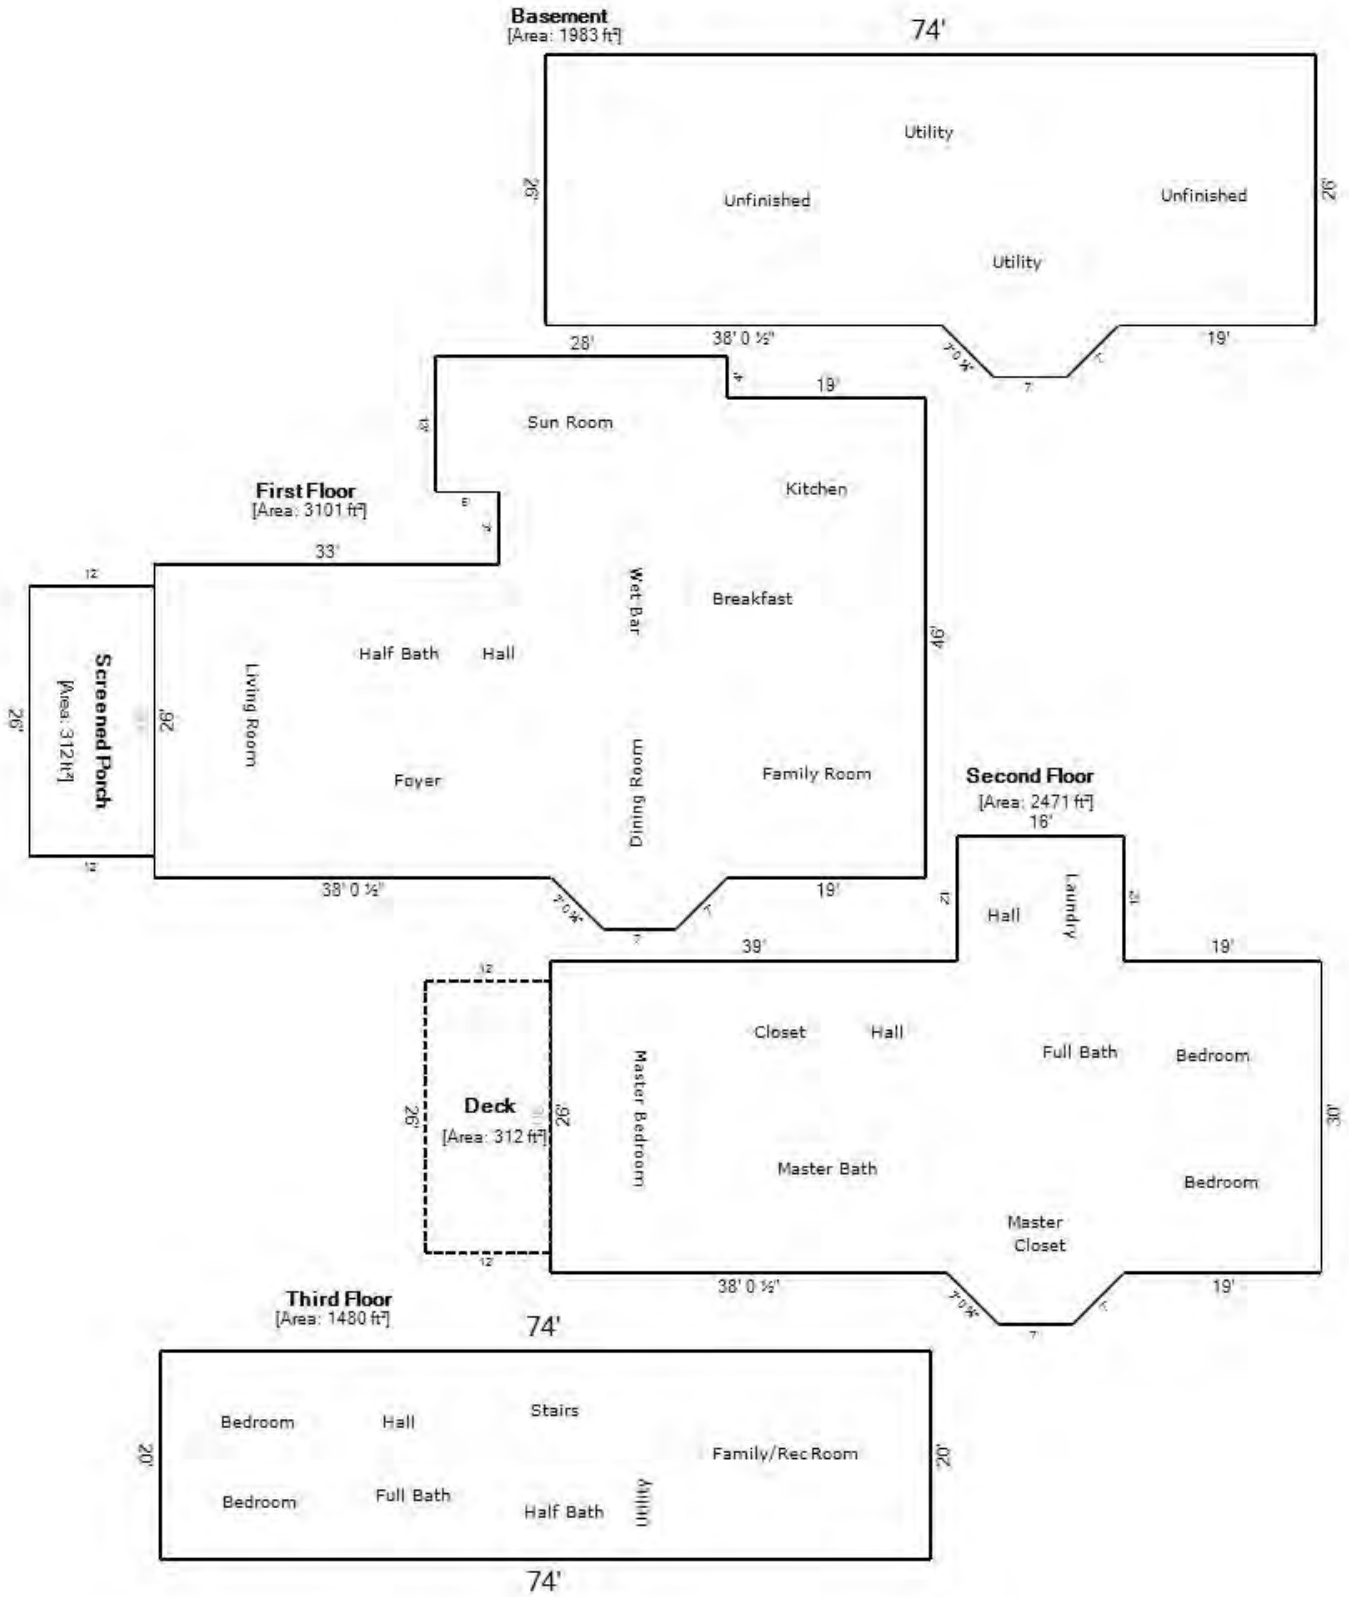 Basement
[Area: 1983 ft²]
74'
Utility
26'
Unfinished
Unfinished
26'
Utility
38' 0 ½"
7' 0 ¾"
7'
7'
19'
28'
4'
19'
13'
Sun Room
Kitchen
First Floor
[Area: 3101 ft²]
6'
7'
33'
12'
Wet Bar
Breakfast
46'
Half Bath
Hall
Screened Porch
[Area: 312 ft²]
26'
26'
Living Room
Foyer
Dining Room
Family Room
12'
38' 0 ½"
7' 0 ¾"
7'
7'
19'
Second Floor
[Area: 2471 ft²]
16'
12'
Hall
Laundry
12'
39'
19'
12'
Closet
Hall
Full Bath
Bedroom
Deck
[Area: 312 ft²]
26'
26'
Master Bedroom
30'
Master Bath
Bedroom
Master
Closet
12'
38' 0 ½"
7' 0 ¾"
7'
7'
19'
Third Floor
[Area: 1480 ft²]
74'
Bedroom
Hall
Stairs
20'
Family/Rec Room
20'
Bedroom
Full Bath
Half Bath
Utility
74'